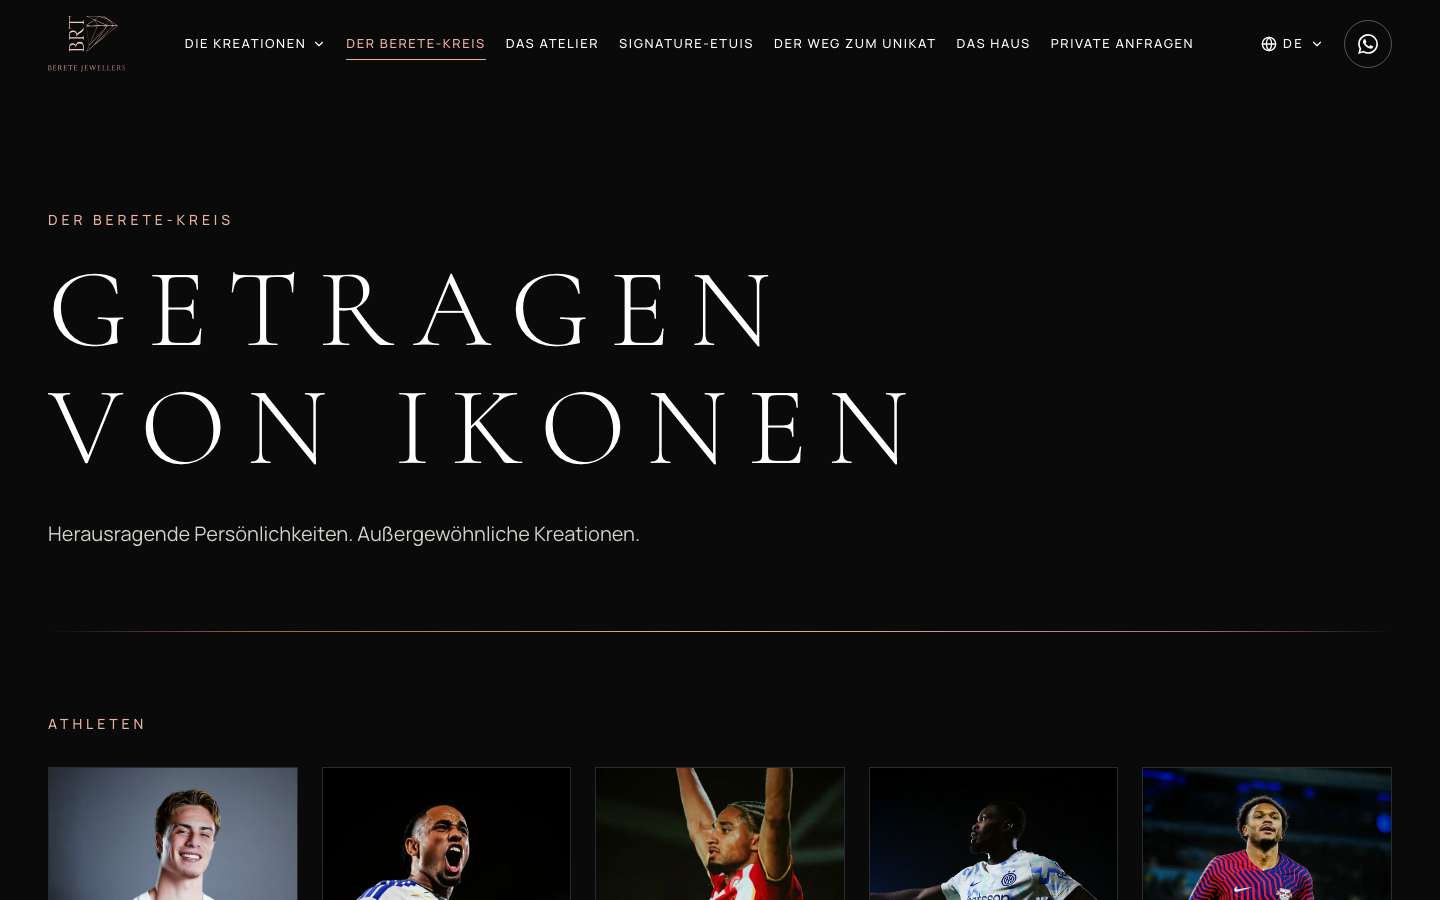 BRT
BERETE JEWELLERS
DIE KREATIONEN
DER BERETE-KREIS
DAS ATELIER
SIGNATURE-ETUIS
DER WEG ZUM UNIKAT
DAS HAUS
PRIVATE ANFRAGEN
DE
DER BERETE-KREIS
GETRAGEN
VON IKONEN
Herausragende Persönlichkeiten. Außergewöhnliche Kreationen.
ATHLETEN